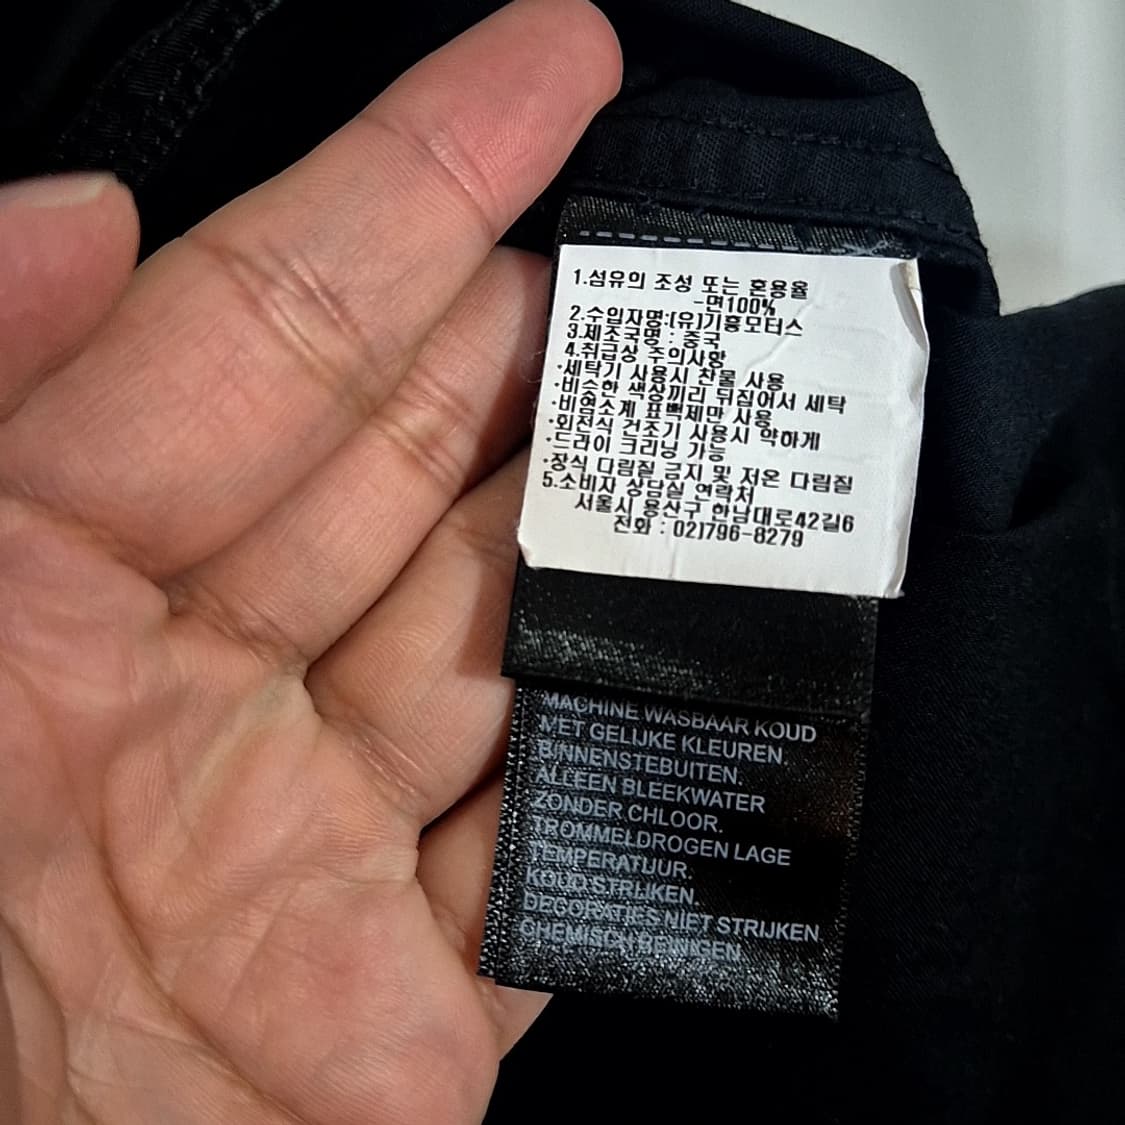 1.섬유의 조성 또는 혼용율
-면100%
2.수입자명:(유)기흥모터스
3.제조국명 : 중국
4.취급상 주의사항
·세탁기 사용시 찬물 사용
·비슷한 색상끼리 뒤집어서 세탁
·비염소계 표백제만 사용
·회전식 건조기 사용시 약하게
·드라이 크리닝 가능
·장식 다림질 금지 및 저온 다림질
5.소비자 상담실 연락처
서울시 용산구 한남대로42길6
전화 : 02)796-8279
MACHINE WASBAAR KOUD
MET GELIJKE KLEUREN.
BINNENSTEBUITEN.
ALLEEN BLEEKWATER
ZONDER CHLOOR.
TROMMELDROGEN LAGE
TEMPERATUUR.
KOUD STRIJKEN.
DECORATIES NIET STRIJKEN
CHEMISCH REINIGEN